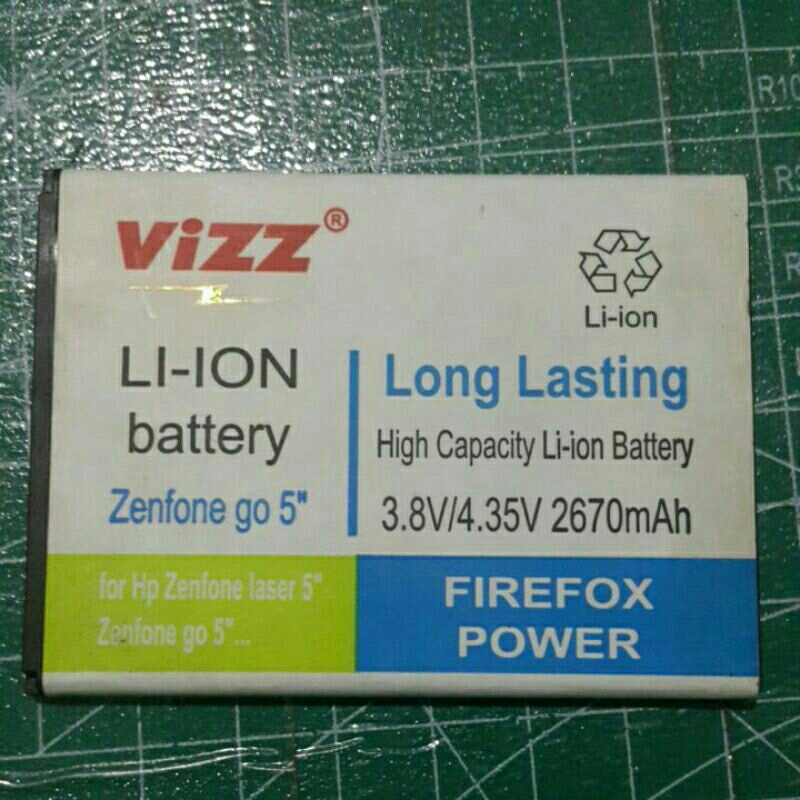 ViZZ®
Li-ion
LI-ION
battery
Zenfone go 5"
Long Lasting
High Capacity Li-ion Battery
3.8V/4.35V 2670mAh
for Hp Zenfone laser 5"
Zenfone go 5"...
FIREFOX
POWER